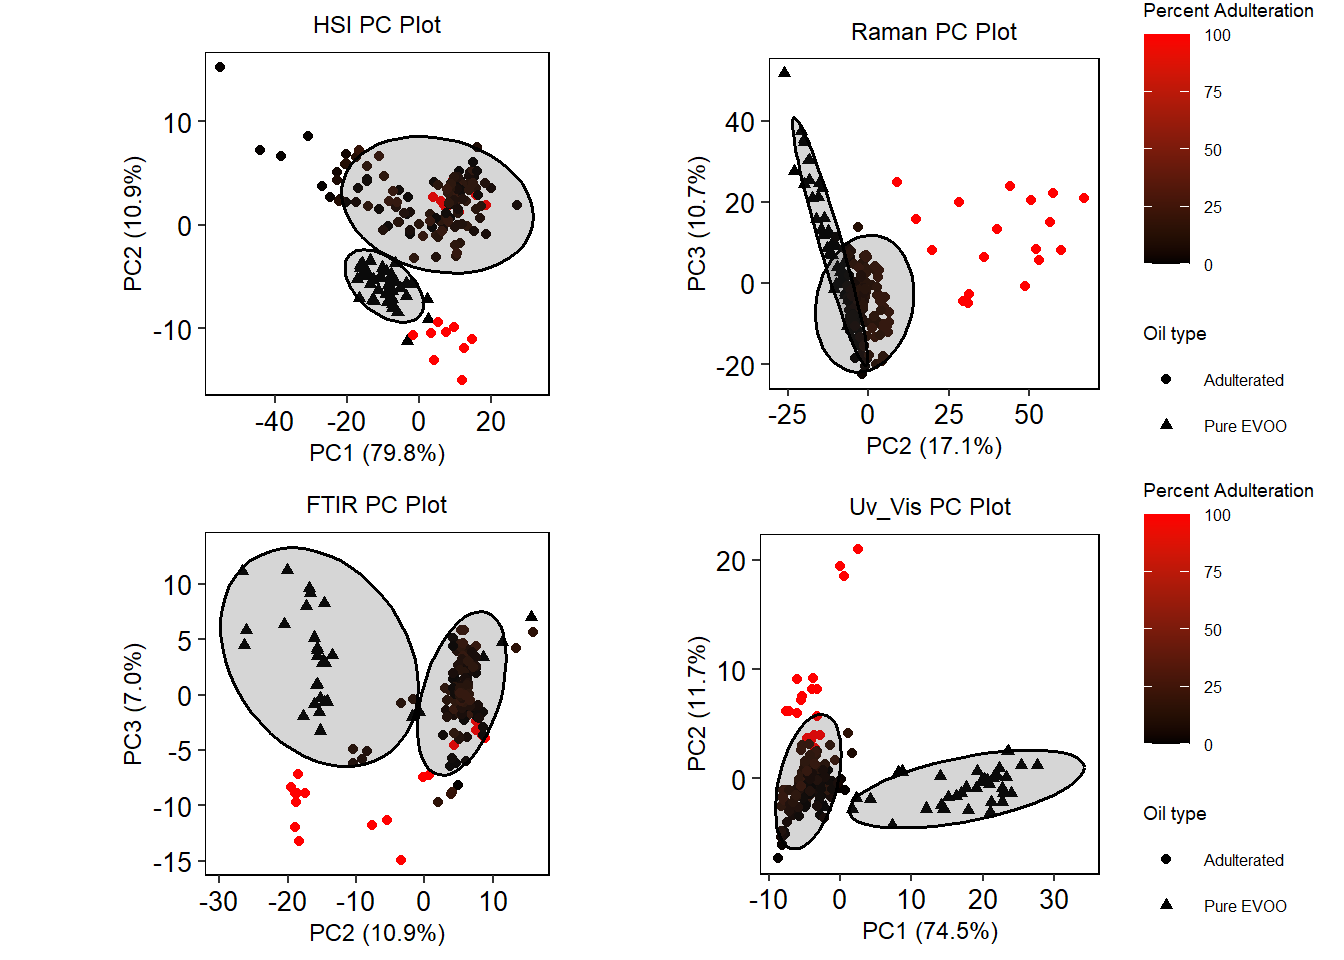 HSI PC Plot
PC2 (10.9%)
10
0
-10
-40
-20
0
20
PC1 (79.8%)
Raman PC Plot
PC3 (10.7%)
40
20
0
-20
-25
0
25
50
PC2 (17.1%)
Percent Adulteration
100
75
50
25
0
Oil type
Adulterated
Pure EVOO
FTIR PC Plot
PC3 (7.0%)
10
5
0
-5
-10
-15
-30
-20
-10
0
10
PC2 (10.9%)
Uv_Vis PC Plot
PC2 (11.7%)
20
10
0
-10
0
10
20
30
PC1 (74.5%)
Percent Adulteration
100
75
50
25
0
Oil type
Adulterated
Pure EVOO